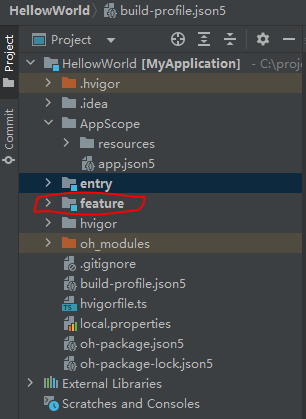 HellowWorld
build-profile.json5
Project
Project
HellowWorld [MyApplication] - C:\proj
.hvigor
.idea
AppScope
resources
app.json5
entry
feature
hvigor
oh_modules
.gitignore
build-profile.json5
hvigorfile.ts
local.properties
oh-package.json5
oh-package-lock.json5
External Libraries
Scratches and Consoles
Commit